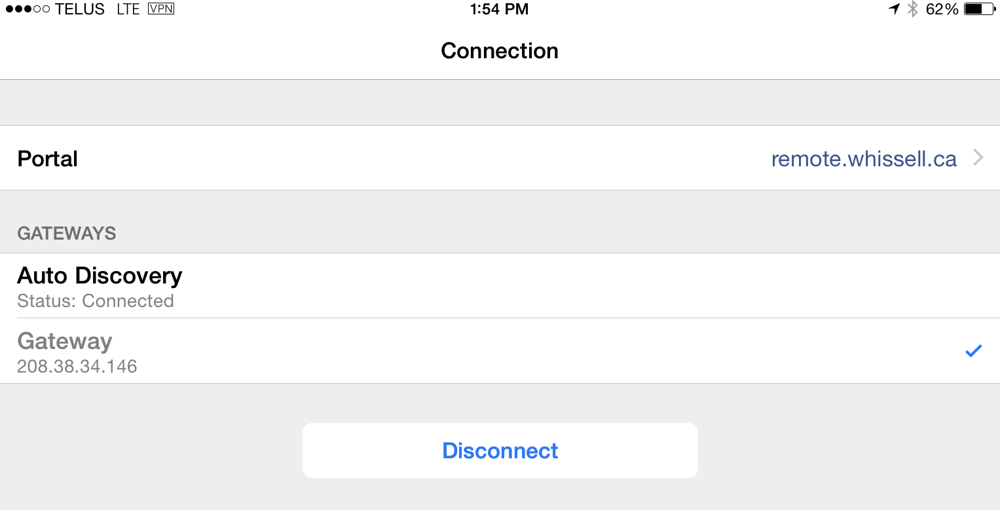 TELUS LTE VPN 1:54 PM 62%
Connection
Portal remote.whissell.ca
GATEWAYS
Auto Discovery
Status: Connected
Gateway
208.38.34.146
Disconnect